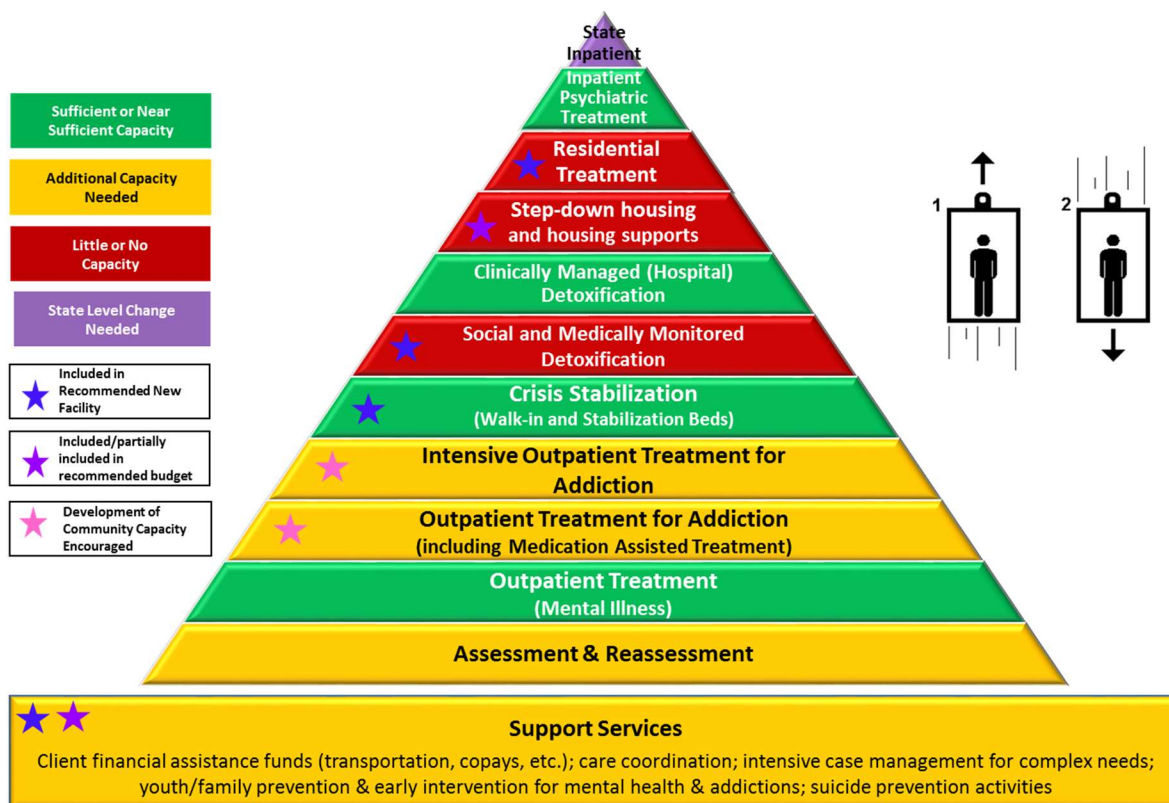 State
Inpatient
Inpatient
Psychiatric
Treatment
Residential
Treatment
Step-down housing
and housing supports
Clinically Managed (Hospital)
Detoxification
Social and Medically Monitored
Detoxification
Crisis Stabilization
(Walk-in and Stabilization Beds)
Intensive Outpatient Treatment for
Addiction
Outpatient Treatment for Addiction
(including Medication Assisted Treatment)
Outpatient Treatment
(Mental Illness)
Assessment & Reassessment
Support Services
Client financial assistance funds (transportation, copays, etc.); care coordination; intensive case management for complex needs;
youth/family prevention & early intervention for mental health & addictions; suicide prevention activities
Sufficient or Near
Sufficient Capacity
Additional Capacity
Needed
Little or No
Capacity
State Level Change
Needed
Included in
Recommended New
Facility
Included/partially
included in
recommended budget
Development of
Community Capacity
Encouraged
1
2